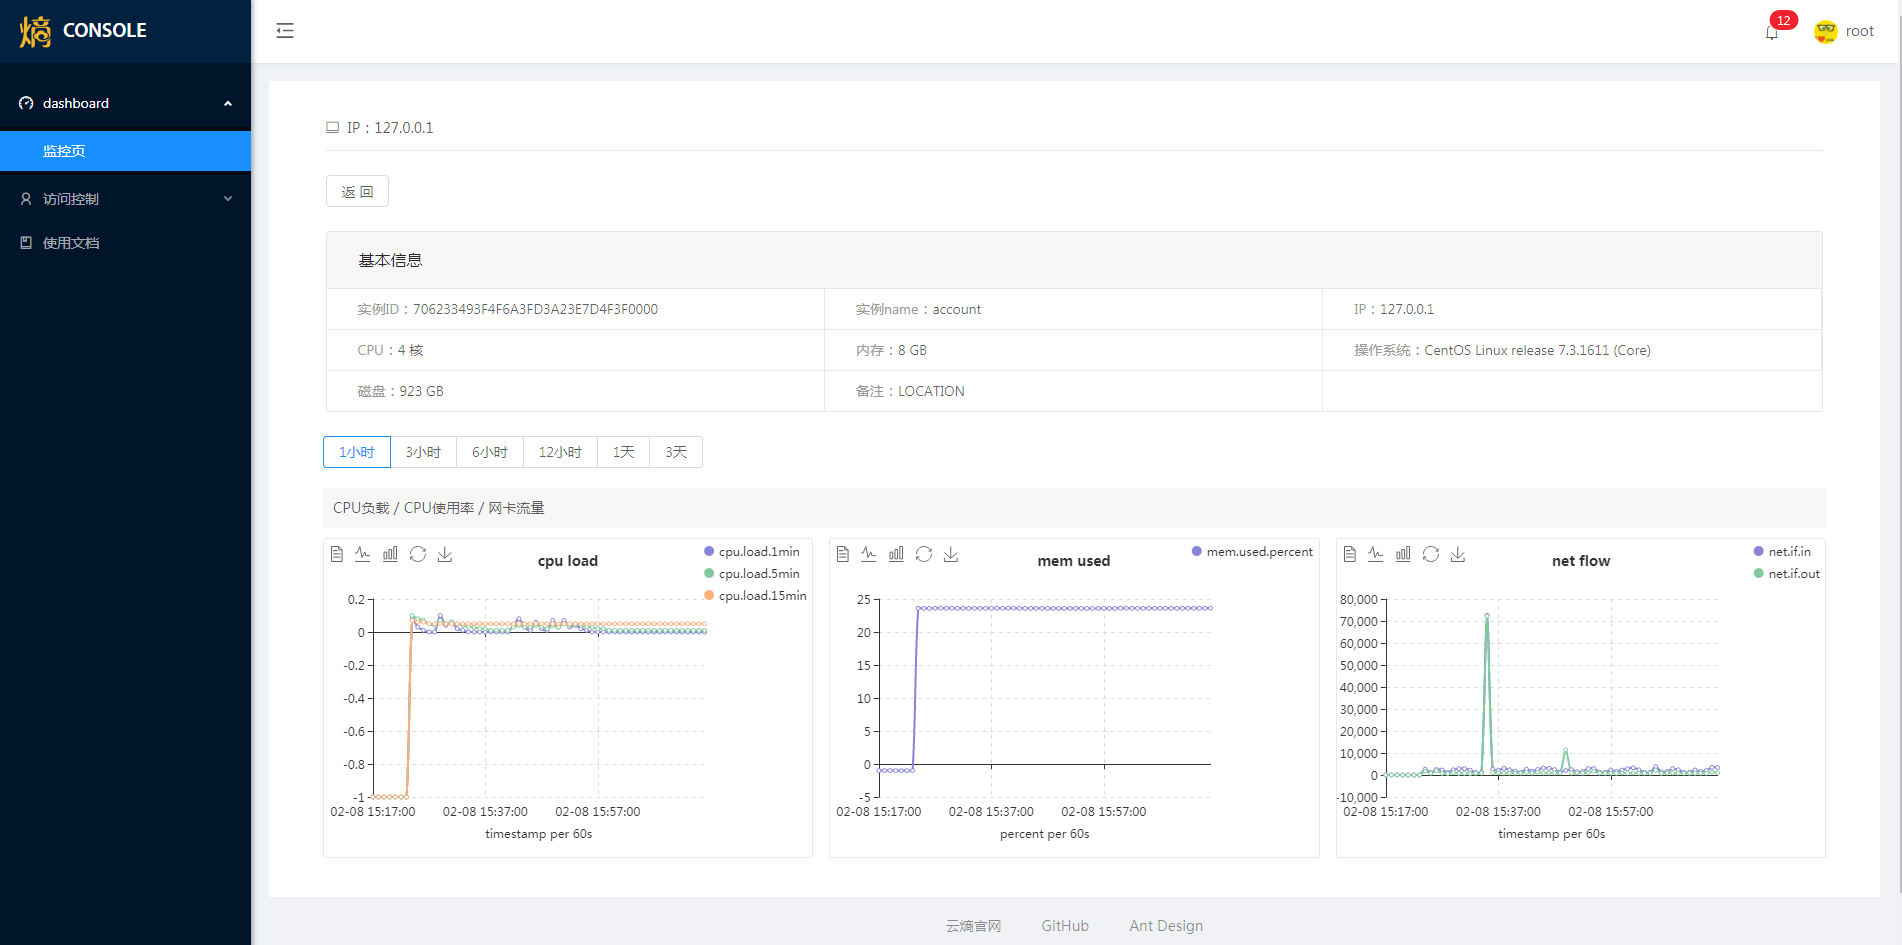 熵 CONSOLE
12
root
dashboard
监控页
访问控制
使用文档
IP：127.0.0.1
返 回
基本信息
实例ID：706233493F4F6A3FD3A23E7D4F3F0000 实例name：account IP：127.0.0.1
CPU：4 核 内存：8 GB 操作系统：CentOS Linux release 7.3.1611 (Core)
磁盘：923 GB 备注：LOCATION
1小时 3小时 6小时 12小时 1天 3天
CPU负载 / CPU使用率 / 网卡流量
cpu load
cpu.load.1min
cpu.load.5min
cpu.load.15min
0.2
0
-0.2
-0.4
-0.6
-0.8
-1
02-08 15:17:00 02-08 15:37:00 02-08 15:57:00
timestamp per 60s
mem used
mem.used.percent
25
20
15
10
5
0
-5
02-08 15:17:00 02-08 15:37:00 02-08 15:57:00
percent per 60s
net flow
net.if.in
net.if.out
80,000
70,000
60,000
50,000
40,000
30,000
20,000
10,000
0
-10,000
02-08 15:17:00 02-08 15:37:00 02-08 15:57:00
timestamp per 60s
云熵官网 GitHub Ant Design